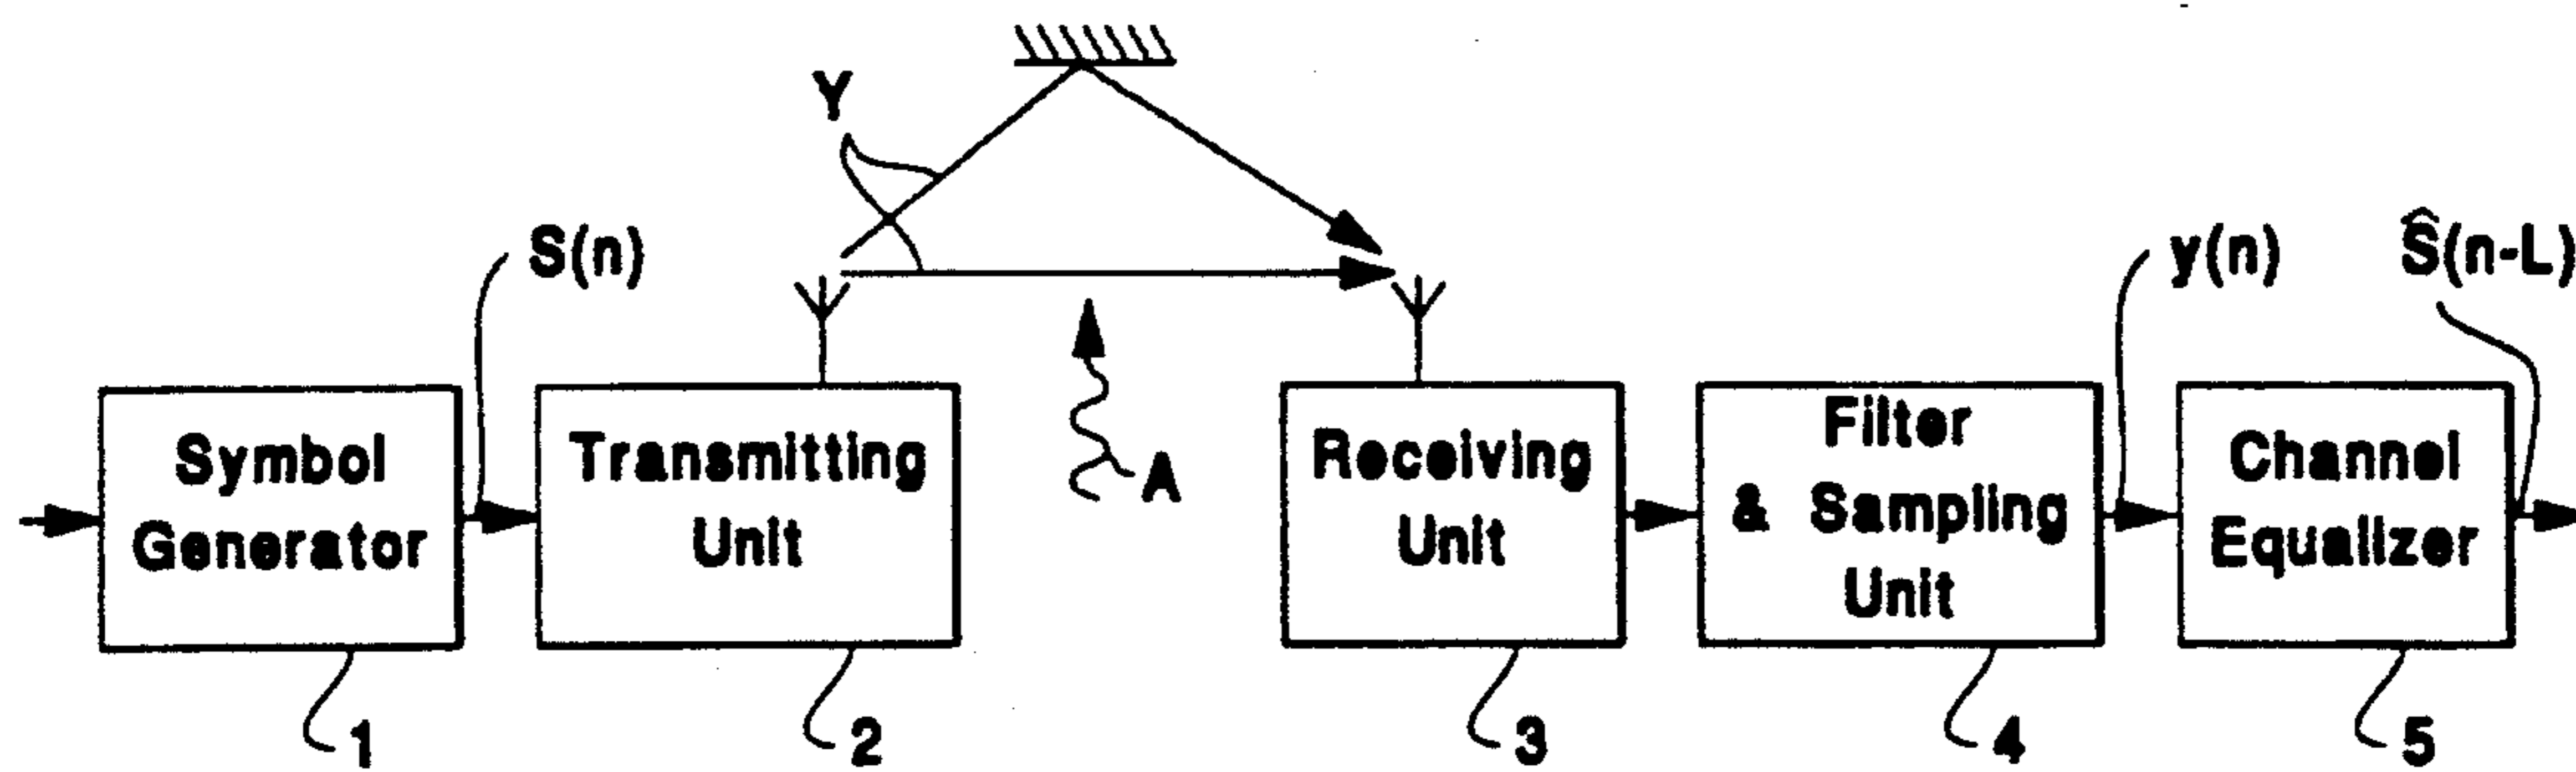 Y
S(n)
y(n)
Ŝ(n-L)
Symbol
Generator
Transmitting
Unit
A
Receiving
Unit
Filter
& Sampling
Unit
Channel
Equalizer
1
2
3
4
5